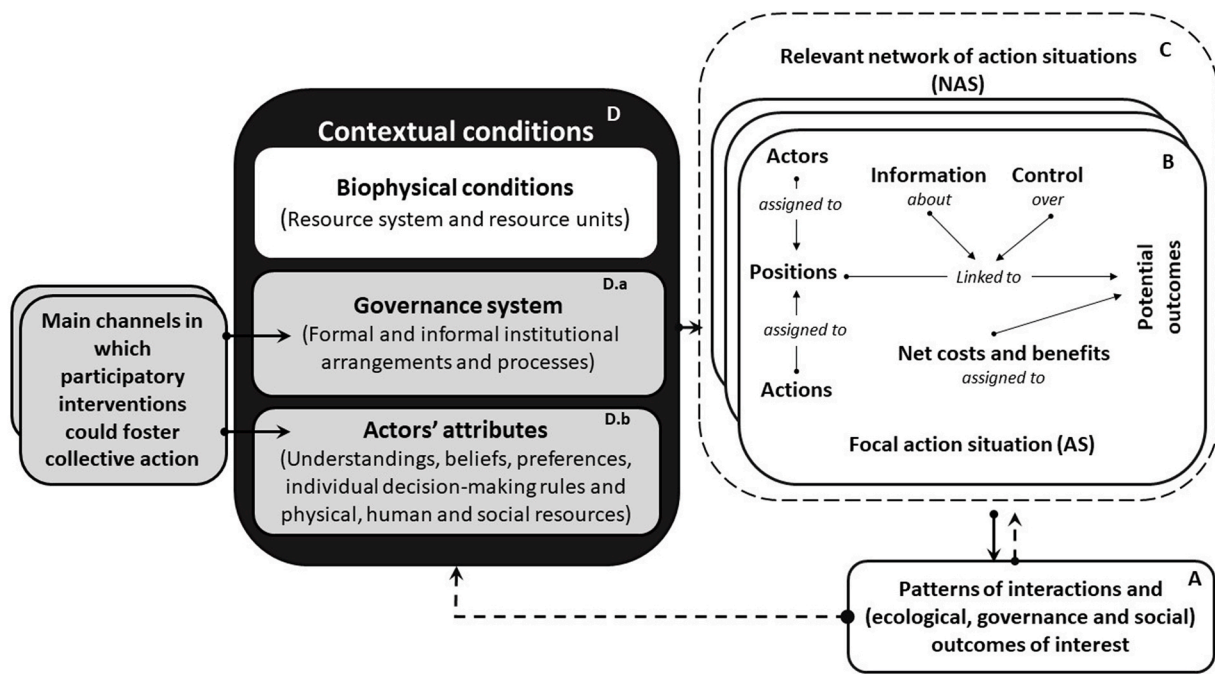 Main channels in
which
participatory
interventions
could foster
collective action
D
Contextual conditions
Biophysical conditions
(Resource system and resource units)
D.a
Governance system
(Formal and informal institutional
arrangements and processes)
D.b
Actors’ attributes
(Understandings, beliefs, preferences,
individual decision-making rules and
physical, human and social resources)
C
Relevant network of action situations
(NAS)
B
Actors
assigned to
Positions
assigned to
Actions
Information
about
Control
over
Linked to
Potential
outcomes
Net costs and benefits
assigned to
Focal action situation (AS)
A
Patterns of interactions and
(ecological, governance and social)
outcomes of interest